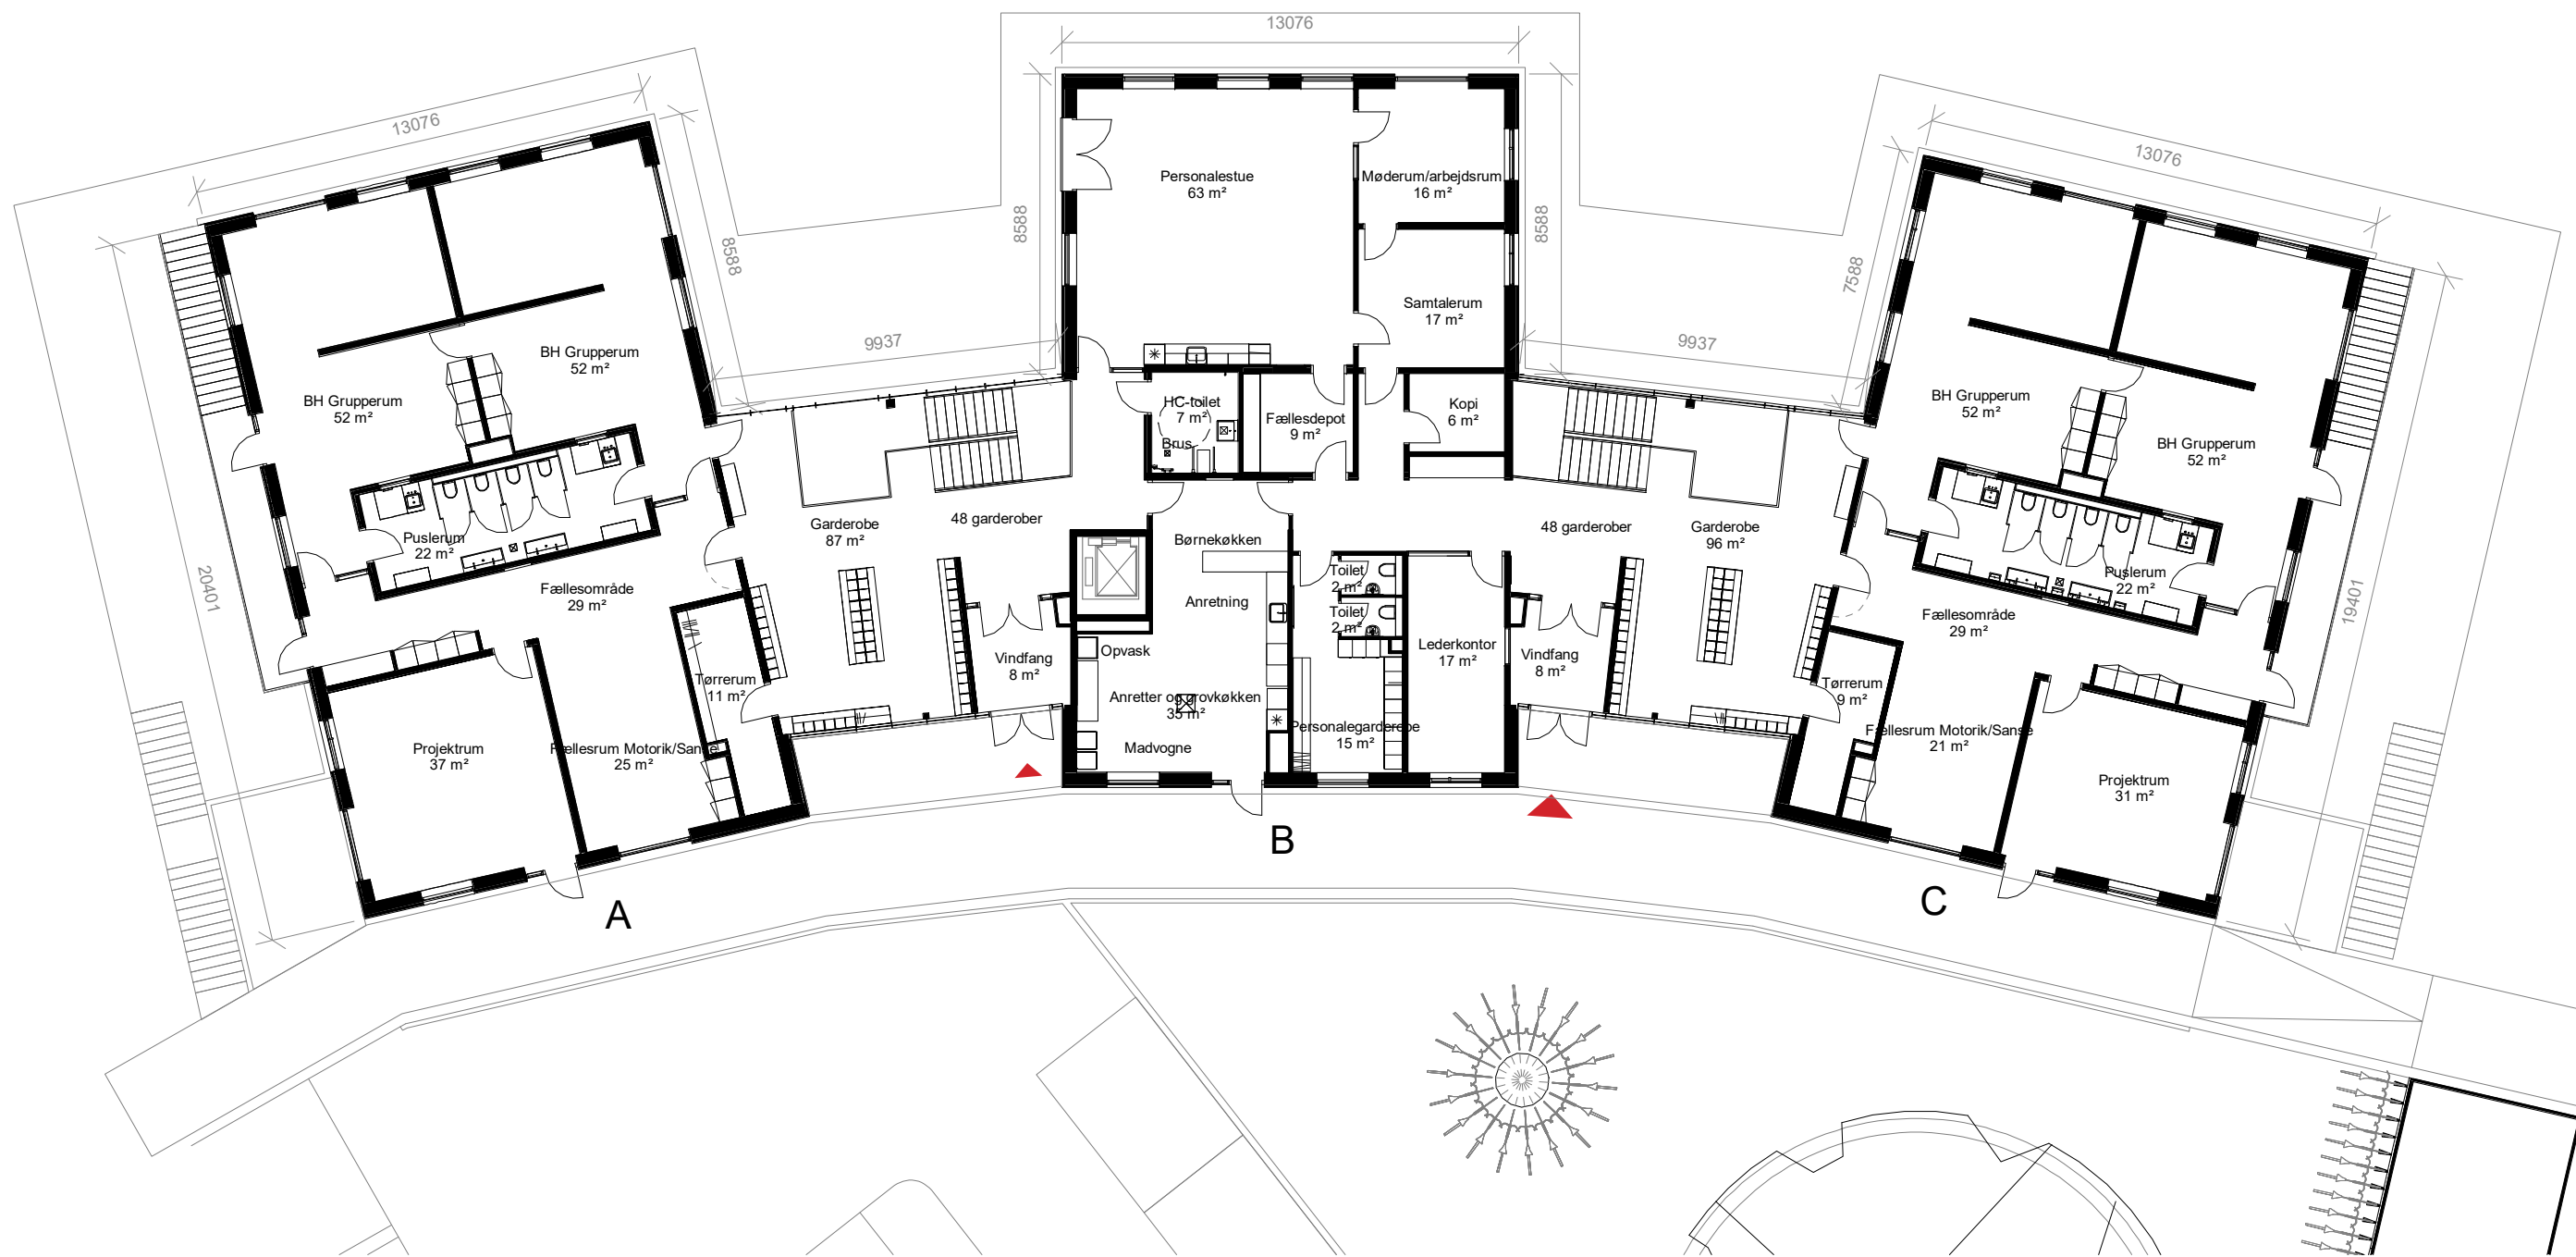 13076
13076
13076
8588
8588
8588
7588
9937
9937
20401
19401
BH Grupperum
52 m²
BH Grupperum
52 m²
Puslerum
22 m²
Fællesområde
29 m²
Projektrum
37 m²
Fællesrum Motorik/Sanse
25 m²
Tørrerum
11 m²
Garderobe
87 m²
48 garderober
Vindfang
8 m²
A
Personalestue
63 m²
Møderum/arbejdsrum
16 m²
Samtalerum
17 m²
HC-toilet
7 m²
Brus
Fællesdepot
9 m²
Kopi
6 m²
Børnekøkken
Anretning
Opvask
Anretter og grovkøkken
35 m²
Madvogne
Toilet
2 m²
Toilet
2 m²
Personalegarderobe
15 m²
Lederkontor
17 m²
B
48 garderober
Garderobe
96 m²
Vindfang
8 m²
BH Grupperum
52 m²
BH Grupperum
52 m²
Puslerum
22 m²
Fællesområde
29 m²
Tørrerum
9 m²
Fællesrum Motorik/Sanse
21 m²
Projektrum
31 m²
C